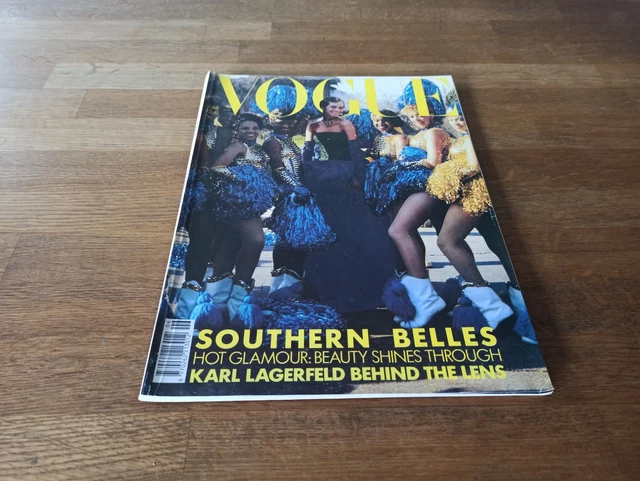 VOGUE
SOUTHERN BELLES
HOT GLAMOUR: BEAUTY SHINES THROUGH
KARL LAGERFELD BEHIND THE LENS